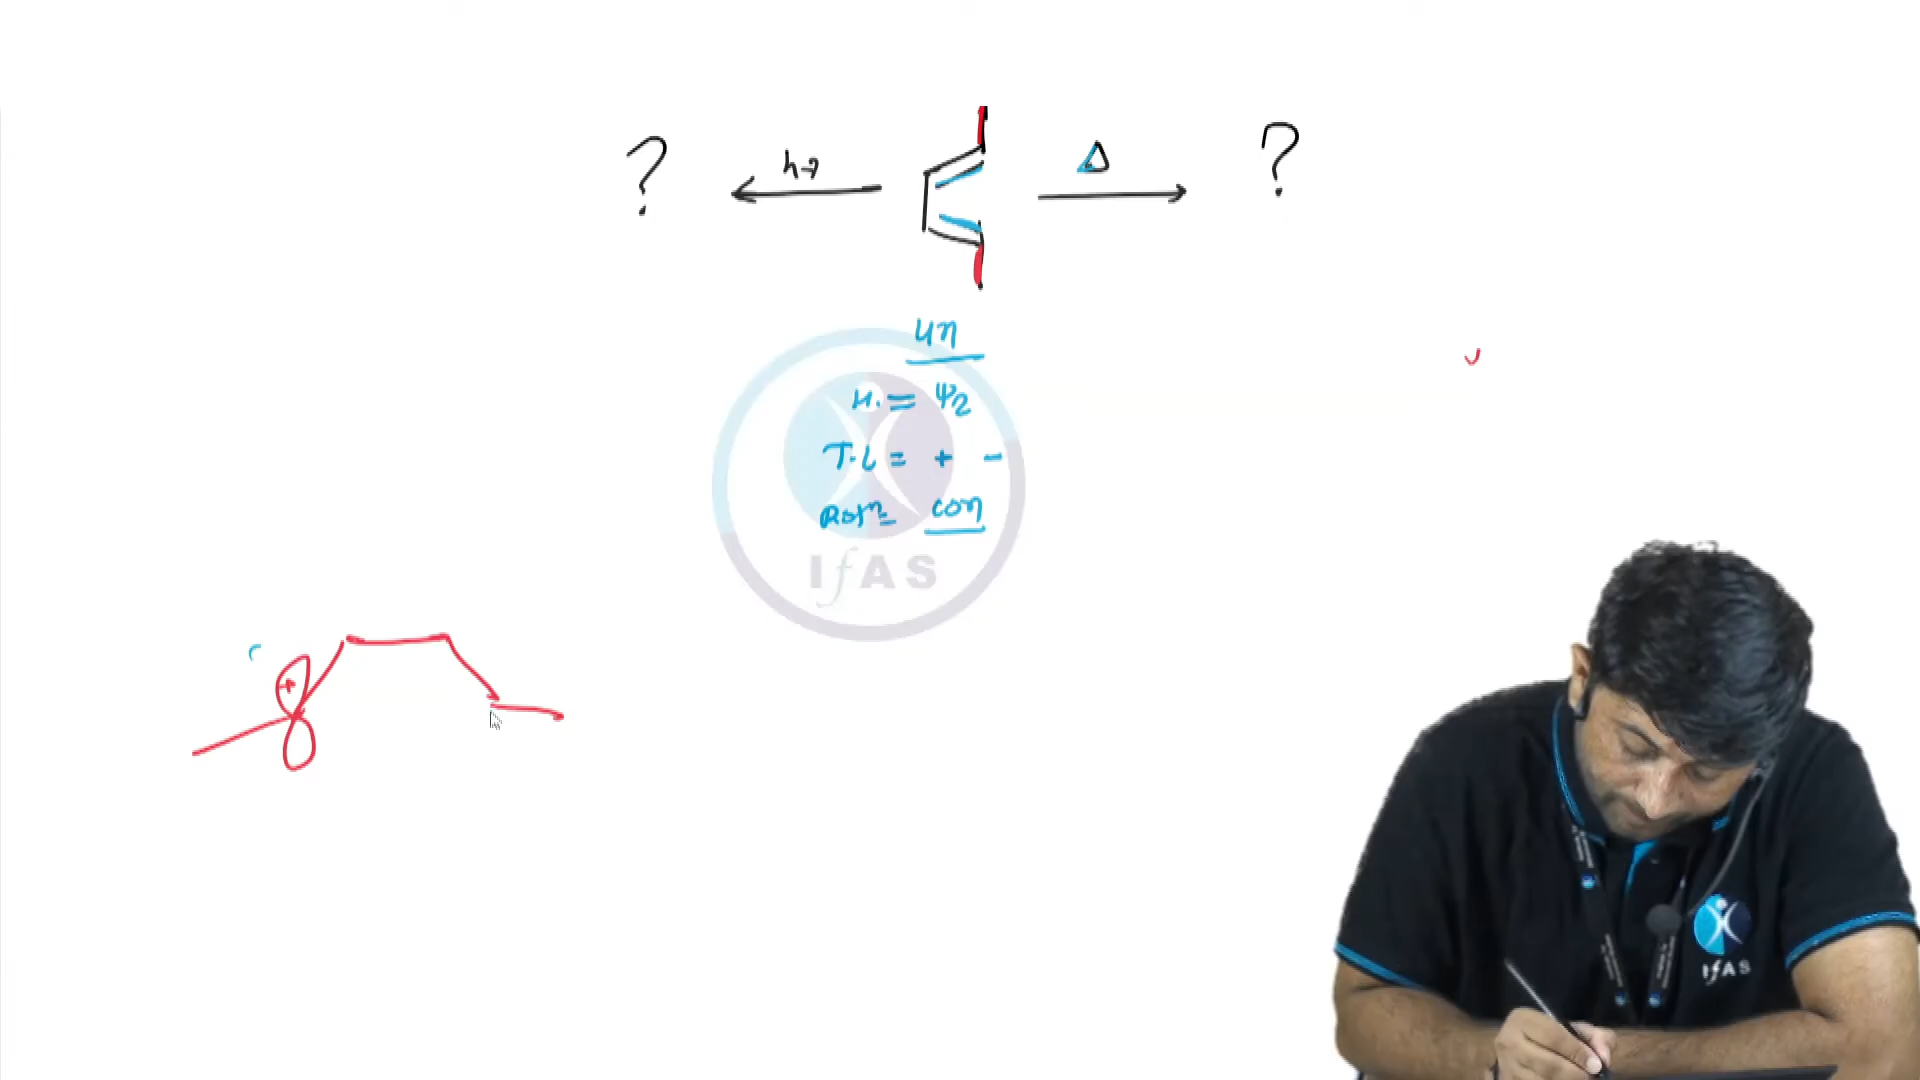 ? hν Δ ?
4n
H. = Ψ2
T.L = + -
Rotn con
IfAS
+
IfAS